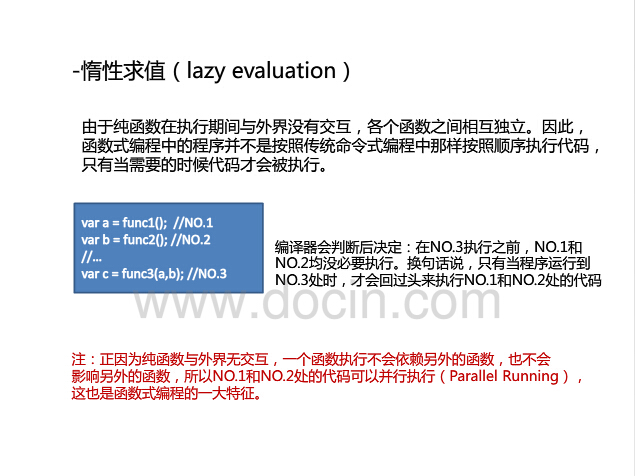 -惰性求值（lazy evaluation）
由于纯函数在执行期间与外界没有交互，各个函数之间相互独立。因此，
函数式编程中的程序并不是按照传统命令式编程中那样按照顺序执行代码，
只有当需要的时候代码才会被执行。
var a = func1();  //NO.1
var b = func2(); //NO.2
//…
var c = func3(a,b); //NO.3
编译器会判断后决定：在NO.3执行之前，NO.1和
NO.2均没必要执行。换句话说，只有当程序运行到
NO.3处时，才会回过头来执行NO.1和NO.2处的代码
www.docin.com
注：正因为纯函数与外界无交互，一个函数执行不会依赖另外的函数，也不会
影响另外的函数，所以NO.1和NO.2处的代码可以并行执行（Parallel Running），
这也是函数式编程的一大特征。